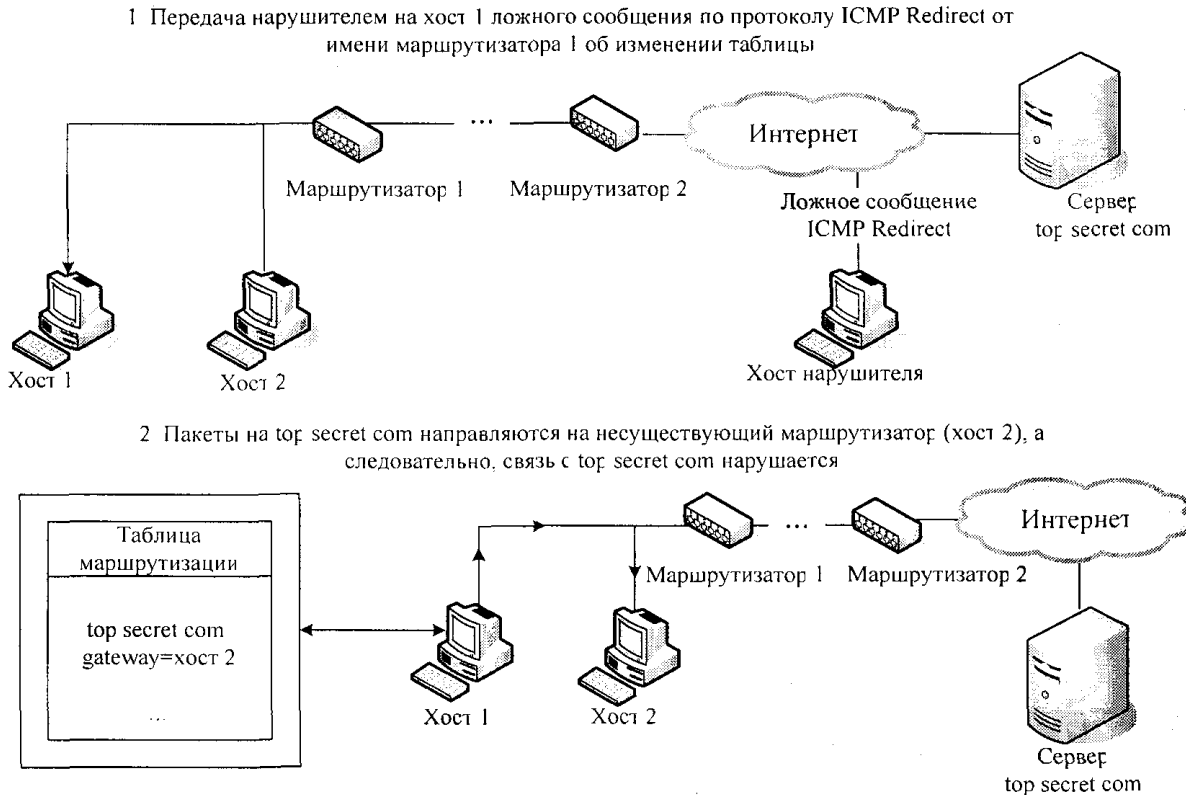 1 Передача нарушителем на хост 1 ложного сообщения по протоколу ICMP Redirect от
имени маршрутизатора 1 об изменении таблицы
...
Интернет
Маршрутизатор 1
Маршрутизатор 2
Ложное сообщение
ICMP Redirect
Сервер
top secret com
Хост 1
Хост 2
Хост нарушителя
2 Пакеты на top secret com направляются на несуществующий маршрутизатор (хост 2), а
следовательно, связь с top secret com нарушается
Таблица
маршрутизации
top secret com
gateway=хост 2
...
...
Интернет
Маршрутизатор 1
Маршрутизатор 2
Хост 1
Хост 2
Сервер
top secret com